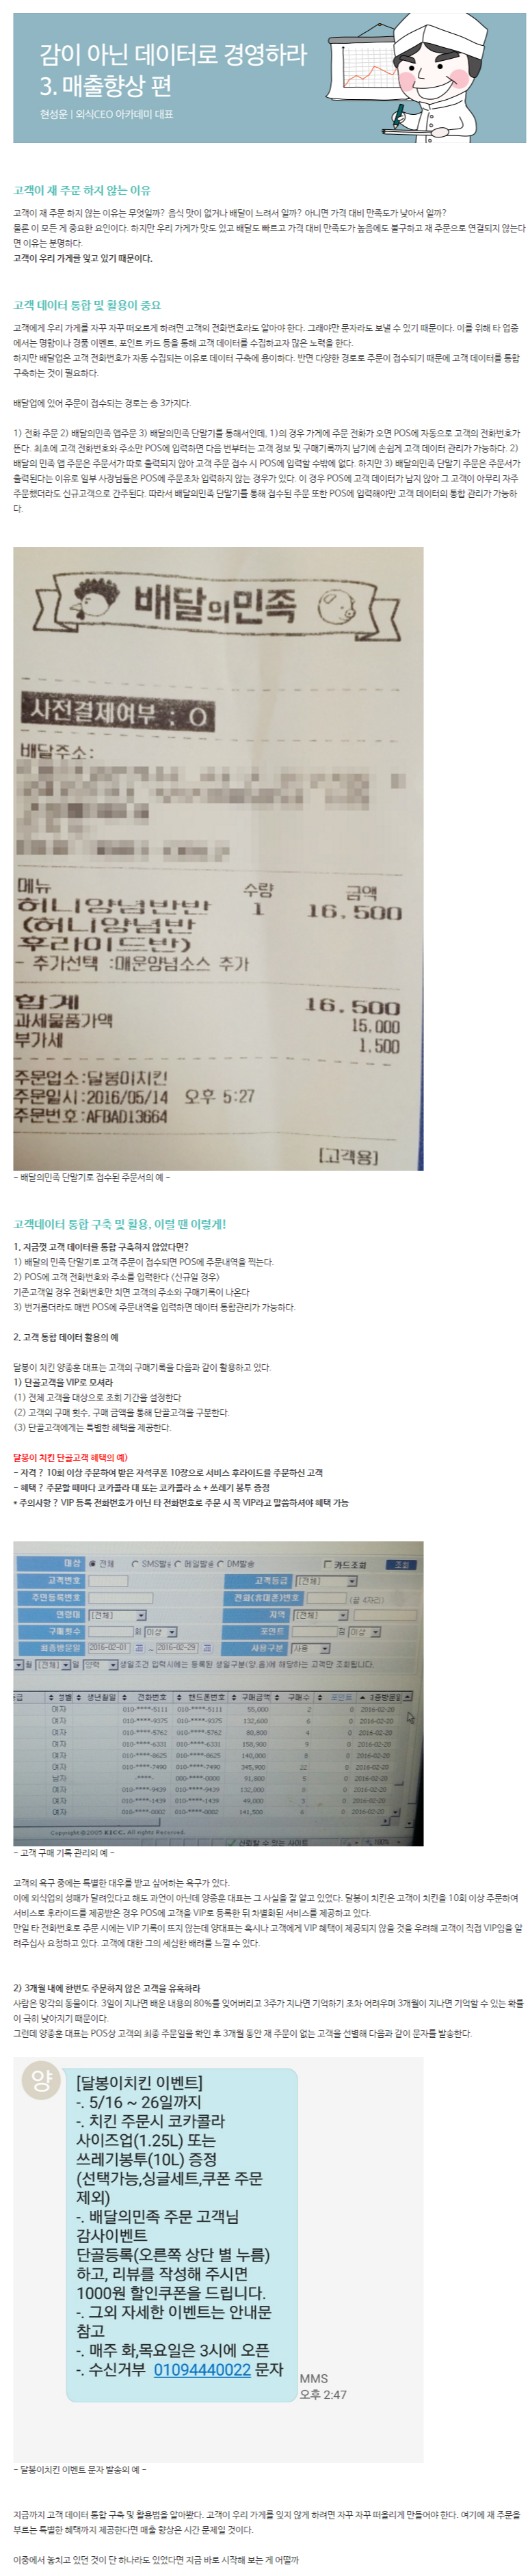 감이 아닌 데이터로 경영하라
3. 매출향상 편
현성운 | 외식CEO 아카데미 대표
고객이 재 주문 하지 않는 이유
고객이 재 주문 하지 않는 이유는 무엇일까? 음식 맛이 없거나 배달이 느려서 일까? 아니면 가격 대비 만족도가 낮아서 일까?
물론 이 모든 게 중요한 요인이다. 하지만 우리 가게가 맛도 있고 배달도 빠르고 가격 대비 만족도가 높음에도 불구하고 재 주문으로 연결되지 않는다
면 이유는 분명하다.
고객이 우리 가게를 잊고 있기 때문이다.
고객 데이터 통합 및 활용이 중요
고객에게 우리 가게를 자꾸 자꾸 떠오르게 하려면 고객의 전화번호라도 알아야 한다. 그래야만 문자라도 보낼 수 있기 때문이다. 이를 위해 타 업종
에서는 명함이나 경품 이벤트, 포인트 카드 등을 통해 고객 데이터를 수집하고자 많은 노력을 한다.
하지만 배달업은 고객 전화번호가 자동 수집되는 이유로 데이터 구축에 용이하다. 반면 다양한 경로로 주문이 접수되기 때문에 고객 데이터를 통합
구축하는 것이 필요하다.
배달업에 있어 주문이 접수되는 경로는 총 3가지다.
1) 전화 주문 2) 배달의민족 앱주문 3) 배달의민족 단말기를 통해서인데, 1)의 경우 가게에 주문 전화가 오면 POS에 자동으로 고객의 전화번호가
뜬다. 최초에 고객 전화번호와 주소만 POS에 입력하면 다음 번부터는 고객 정보 및 구매기록까지 남기에 손쉽게 고객 데이터 관리가 가능하다. 2)
배달의 민족 앱 주문은 주문서가 따로 출력되지 않아 고객 주문 접수 시 POS에 입력할 수밖에 없다. 하지만 3) 배달의민족 단말기 주문은 주문서가
출력된다는 이유로 일부 사장님들은 POS에 주문조차 입력하지 않는 경우가 있다. 이 경우 POS에 고객 데이터가 남지 않아 그 고객이 아무리 자주
주문했더라도 신규고객으로 간주된다. 따라서 배달의민족 단말기를 통해 접수된 주문 또한 POS에 입력해야만 고객 데이터의 통합 관리가 가능하
다.
배달의민족
사전결제여부 : O
배달주소:
메뉴 수량 금액
허니양념반반 1 16,500
(허니양념반
후라이드반)
- 추가선택 :매운양념소스 추가
합계 16,500
과세물품가액 15,000
부가세 1,500
주문업소:달봉이치킨
주문일시:2016/05/14 오후 5:27
주문번호:AFBAD13664
[고객용]
- 배달의민족 단말기로 접수된 주문서의 예 -
고객데이터 통합 구축 및 활용, 이럴 땐 이렇게!
1. 지금껏 고객 데이터를 통합 구축하지 않았다면?
1) 배달의 민족 단말기로 고객 주문이 접수되면 POS에 주문내역을 찍는다.
2) POS에 고객 전화번호와 주소를 입력한다 (신규일 경우)
기존고객일 경우 전화번호만 치면 고객의 주소와 구매기록이 나온다
3) 번거롭더라도 매번 POS에 주문내역을 입력하면 데이터 통합관리가 가능하다.
2. 고객 통합 데이터 활용의 예
달봉이 치킨 양종훈 대표는 고객의 구매기록을 다음과 같이 활용하고 있다.
1) 단골고객을 VIP로 모셔라
(1) 전체 고객을 대상으로 조회 기간을 설정한다
(2) 고객의 구매 횟수, 구매 금액을 통해 단골고객을 구분한다.
(3) 단골고객에게는 특별한 혜택을 제공한다.
달봉이 치킨 단골고객 혜택의 예)
- 자격 ? 10회 이상 주문하여 받은 자석쿠폰 10장으로 서비스 후라이드를 주문하신 고객
- 혜택 ? 주문할 때마다 코카콜라 대 또는 코카콜라 소 + 쓰레기 봉투 증정
* 주의사항 ? VIP 등록 전화번호가 아닌 타 전화번호로 주문 시 꼭 VIP라고 말씀하셔야 혜택 가능
대상 전체 SMS발송 메일발송 DM발송 카드조회 조회
고객번호 고객등급 [전체]
주민등록번호 전화(휴대폰)번호 (끝 4자리)
연령대 [전체] 지역 [전체]
구매횟수 회 이상 포인트 점 이상
최종방문일 2016-02-01 ~ 2016-02-29 사용구분 사용
월 [전체] 일 양력 생일조건 입력시에는 등록된 생일구분(양.음)에 해당하는 고객만 조회됩니다.
급 성별 생년월일 전화번호 핸드폰번호 구매금액 구매수 포인트 최종방문일
여자 010-****-5111 010-****-5111 55,000 2 0 2016-02-20
여자 010-****-9375 010-****-9375 132,600 6 0 2016-02-20
여자 010-****-5762 010-****-5762 80,800 4 0 2016-02-20
여자 010-****-6331 010-****-6331 158,900 9 0 2016-02-20
여자 010-****-8625 010-****-8625 140,000 8 0 2016-02-20
여자 010-****-7490 010-****-7490 345,900 22 0 2016-02-20
남자 -****- 000-****-0000 91,800 5 0 2016-02-20
여자 010-****-9439 010-****-9439 132,000 8 0 2016-02-20
여자 010-****-1439 010-****-1439 49,000 3 0 2016-02-20
여자 010-****-0002 010-****-0002 141,500 6 0 2016-02-20
Copyright ©2005 KICC. All rights Reserved.
신뢰할 수 있는 사이트 100%
- 고객 구매 기록 관리의 예 -
고객의 욕구 중에는 특별한 대우를 받고 싶어하는 욕구가 있다.
이에 외식업의 성패가 달려있다고 해도 과언이 아닌데 양종훈 대표는 그 사실을 잘 알고 있었다. 달봉이 치킨은 고객이 치킨을 10회 이상 주문하여
서비스로 후라이드를 제공받은 경우 POS에 고객을 VIP로 등록한 뒤 차별화된 서비스를 제공하고 있다.
만일 타 전화번호로 주문 시에는 VIP 기록이 뜨지 않는데 양대표는 혹시나 고객에게 VIP 혜택이 제공되지 않을 것을 우려해 고객이 직접 VIP임을 알
려주십사 요청하고 있다. 고객에 대한 그의 세심한 배려를 느낄 수 있다.
2) 3개월 내에 한번도 주문하지 않은 고객을 유혹하라
사람은 망각의 동물이다. 3일이 지나면 배운 내용의 80%를 잊어버리고 3주가 지나면 기억하기 조차 어려우며 3개월이 지나면 기억할 수 있는 확률
이 극히 낮아지기 때문이다.
그런데 양종훈 대표는 POS상 고객의 최종 주문일을 확인 후 3개월 동안 재 주문이 없는 고객을 선별해 다음과 같이 문자를 발송한다.
양
[달봉이치킨 이벤트]
-. 5/16 ~ 26일까지
-. 치킨 주문시 코카콜라
사이즈업(1.25L) 또는
쓰레기봉투(10L) 증정
(선택가능,싱글세트,쿠폰 주문
제외)
-. 배달의민족 주문 고객님
감사이벤트
단골등록(오른쪽 상단 별 누름)
하고, 리뷰를 작성해 주시면
1000원 할인쿠폰을 드립니다.
-. 그외 자세한 이벤트는 안내문
참고
-. 매주 화,목요일은 3시에 오픈
-. 수신거부 01094440022 문자
MMS
오후 2:47
- 달봉이치킨 이벤트 문자 발송의 예 -
지금까지 고객 데이터 통합 구축 및 활용법을 알아봤다. 고객이 우리 가게를 잊지 않게 하려면 자꾸 자꾸 떠올리게 만들어야 한다. 여기에 재 주문을
부르는 특별한 혜택까지 제공한다면 매출 향상은 시간 문제일 것이다.
이중에서 놓치고 있던 것이 단 하나라도 있었다면 지금 바로 시작해 보는 게 어떨까